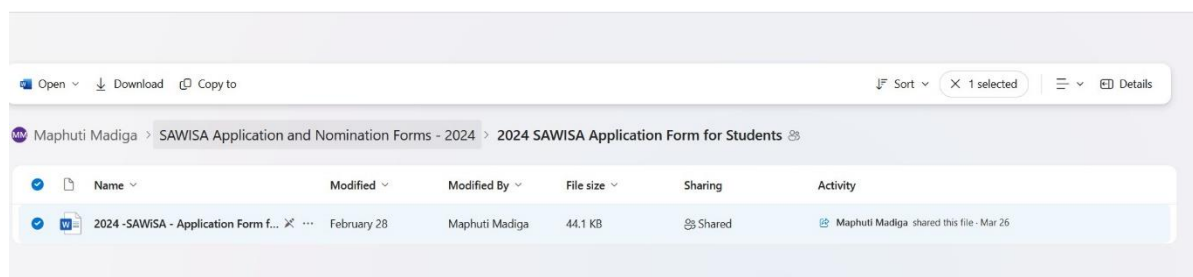 Open Download Copy to Sort 1 selected Details
MM Maphuti Madiga > SAWISA Application and Nomination Forms - 2024 > 2024 SAWISA Application Form for Students
Name Modified Modified By File size Sharing Activity
2024 -SAWiSA - Application Form f... ... February 28 Maphuti Madiga 44.1 KB Shared Maphuti Madiga shared this file · Mar 26